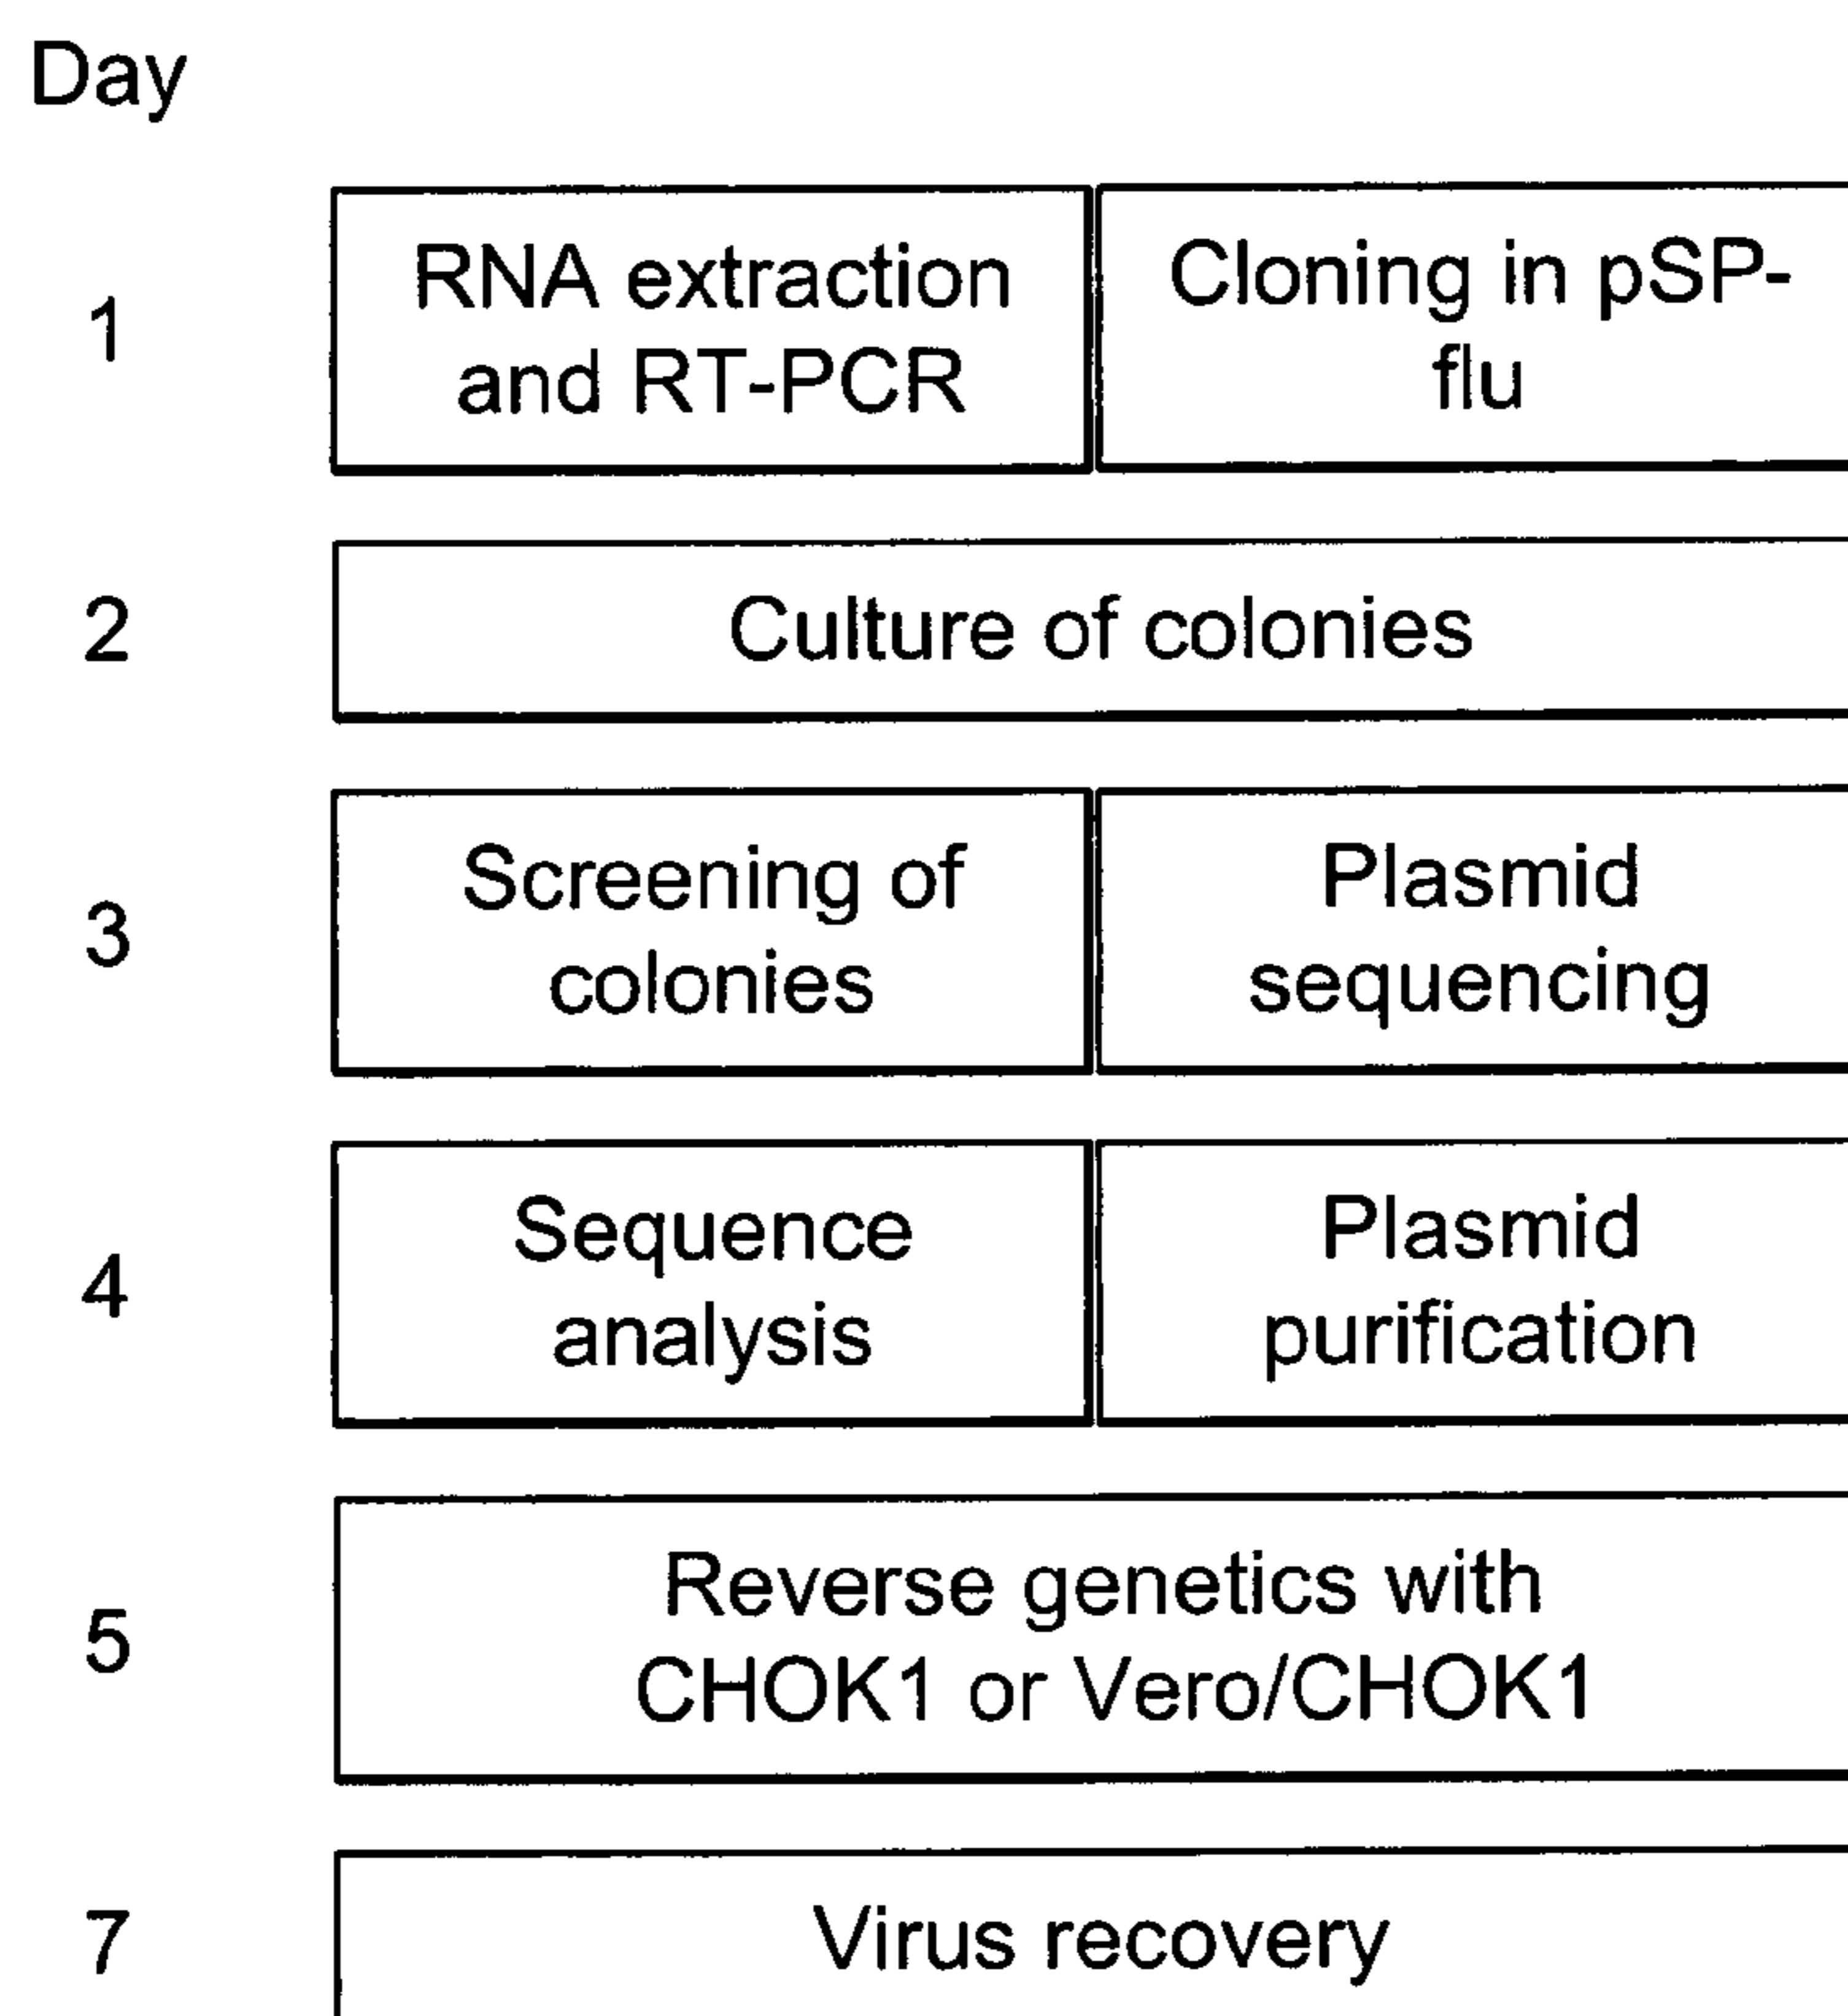 Day
1
RNA extraction
and RT-PCR
Cloning in pSP-
flu
2
Culture of colonies
3
Screening of
colonies
Plasmid
sequencing
4
Sequence
analysis
Plasmid
purification
5
Reverse genetics with
CHOK1 or Vero/CHOK1
7
Virus recovery